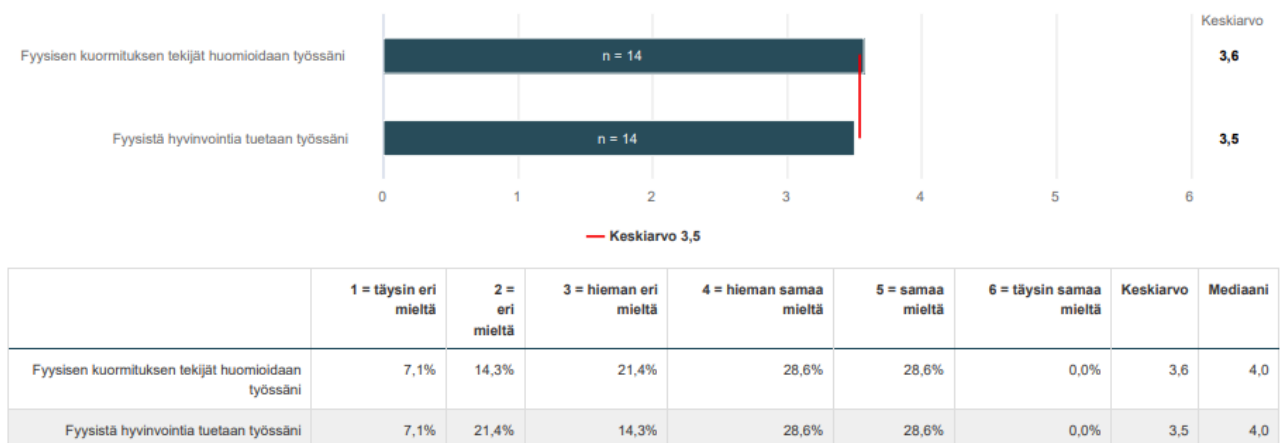 Keskiarvo
Fyysisen kuormituksen tekijät huomioidaan työssäni
n = 14
3,6
Fyysistä hyvinvointia tuetaan työssäni
n = 14
3,5
0 1 2 3 4 5 6
Keskiarvo 3,5
1 = täysin eri mieltä 2 = eri mieltä 3 = hieman eri mieltä 4 = hieman samaa mieltä 5 = samaa mieltä 6 = täysin samaa mieltä Keskiarvo Mediaani
Fyysisen kuormituksen tekijät huomioidaan työssäni 7,1% 14,3% 21,4% 28,6% 28,6% 0,0% 3,6 4,0
Fyysistä hyvinvointia tuetaan työssäni 7,1% 21,4% 14,3% 28,6% 28,6% 0,0% 3,5 4,0